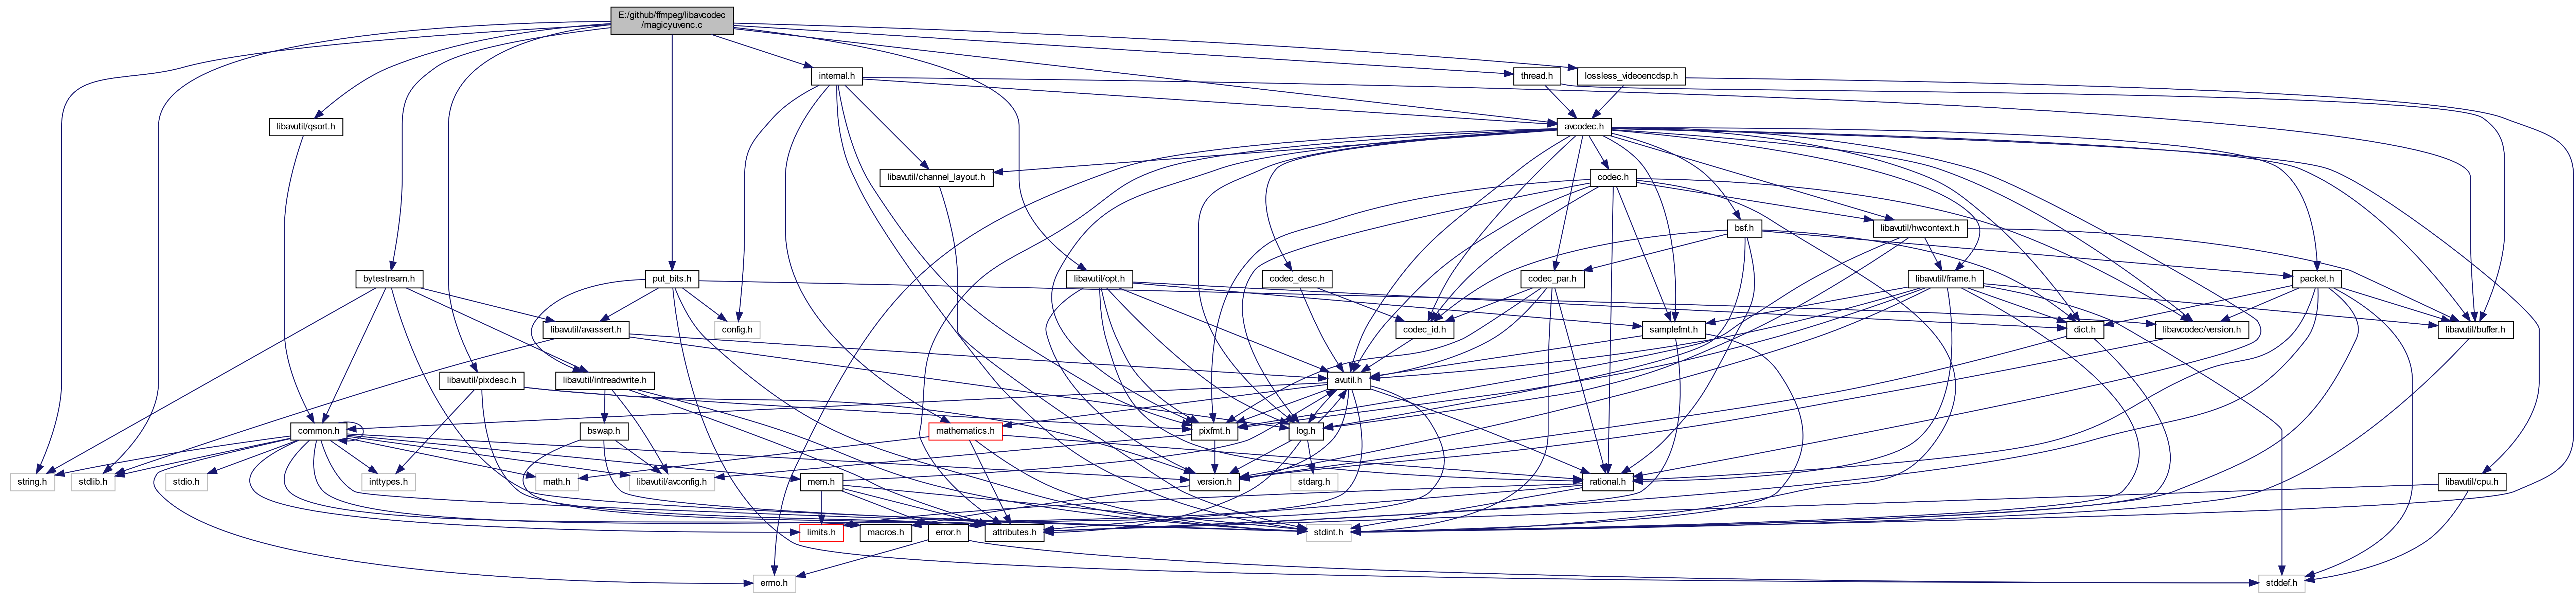 E:/github/ffmpeg/libavcodec
/magicyuvenc.c
internal.h
thread.h
lossless_videoencdsp.h
libavutil/qsort.h
avcodec.h
libavutil/channel_layout.h
codec.h
bsf.h
libavutil/hwcontext.h
bytestream.h
put_bits.h
libavutil/opt.h
codec_desc.h
codec_par.h
libavutil/frame.h
packet.h
libavutil/avassert.h
config.h
samplefmt.h
codec_id.h
dict.h
libavcodec/version.h
libavutil/buffer.h
libavutil/pixdesc.h
libavutil/intreadwrite.h
avutil.h
common.h
bswap.h
mathematics.h
pixfmt.h
log.h
string.h
stdlib.h
stdio.h
inttypes.h
math.h
libavutil/avconfig.h
mem.h
version.h
stdarg.h
rational.h
libavutil/cpu.h
limits.h
macros.h
error.h
attributes.h
stdint.h
errno.h
stddef.h